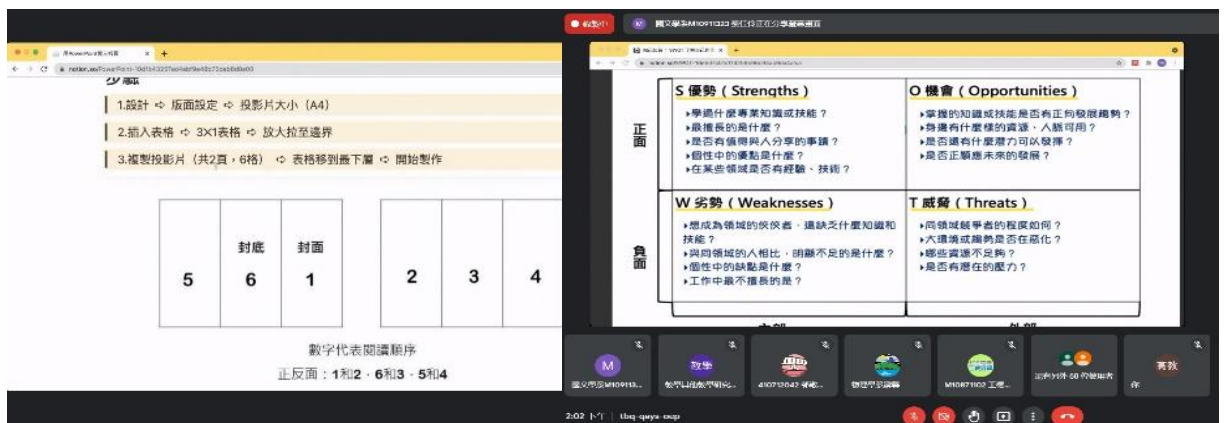 步驟
1.設計 ➪ 版面設定 ➪ 投影片大小（A4）
2.插入表格 ➪ 3X1表格 ➪ 放大拉至邊界
3.複製投影片（共2頁，6格） ➪ 表格移到最下層 ➪ 開始製作
封底 封面
5 6 1 2 3 4
數字代表閱讀順序
正反面：1和2、6和3、5和4
正面
S 優勢（Strengths）
▸學過什麼專業知識或技能？
▸最擅長的是什麼？
▸是否有值得與人分享的事蹟？
▸個性中的優點是什麼？
▸在某些領域是否有經驗、技術？
O 機會（Opportunities）
▸掌握的知識或技能是否有正向發展趨勢？
▸身邊有什麼樣的資源、人脈可用？
▸是否還有什麼潛力可以發揮？
▸是否正順應未來的發展？
負面
W 劣勢（Weaknesses）
▸想成為領域的佼佼者，還缺乏什麼知識和
技能？
▸與同領域的人相比，明顯不足的是什麼？
▸個性中的缺點是什麼？
▸工作中最不擅長的是？
T 威脅（Threats）
▸同領域競爭者的程度如何？
▸大環境或趨勢是否在惡化？
▸哪些資源不足夠？
▸是否有潛在的壓力？
M
教學
M10871102
你
2:02 下午